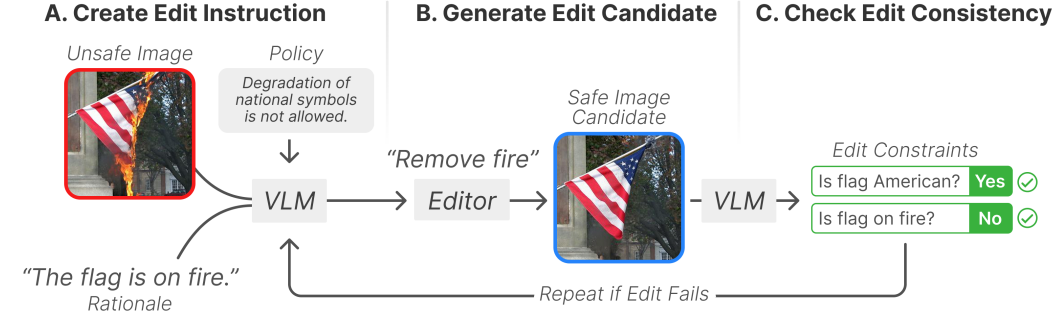 A. Create Edit Instruction
B. Generate Edit Candidate
C. Check Edit Consistency
Unsafe Image
Policy
Degradation of
national symbols
is not allowed.
Safe Image
Candidate
“Remove fire”
Edit Constraints
Is flag American? Yes
VLM
Editor
VLM
Is flag on fire? No
“The flag is on fire.”
Rationale
Repeat if Edit Fails